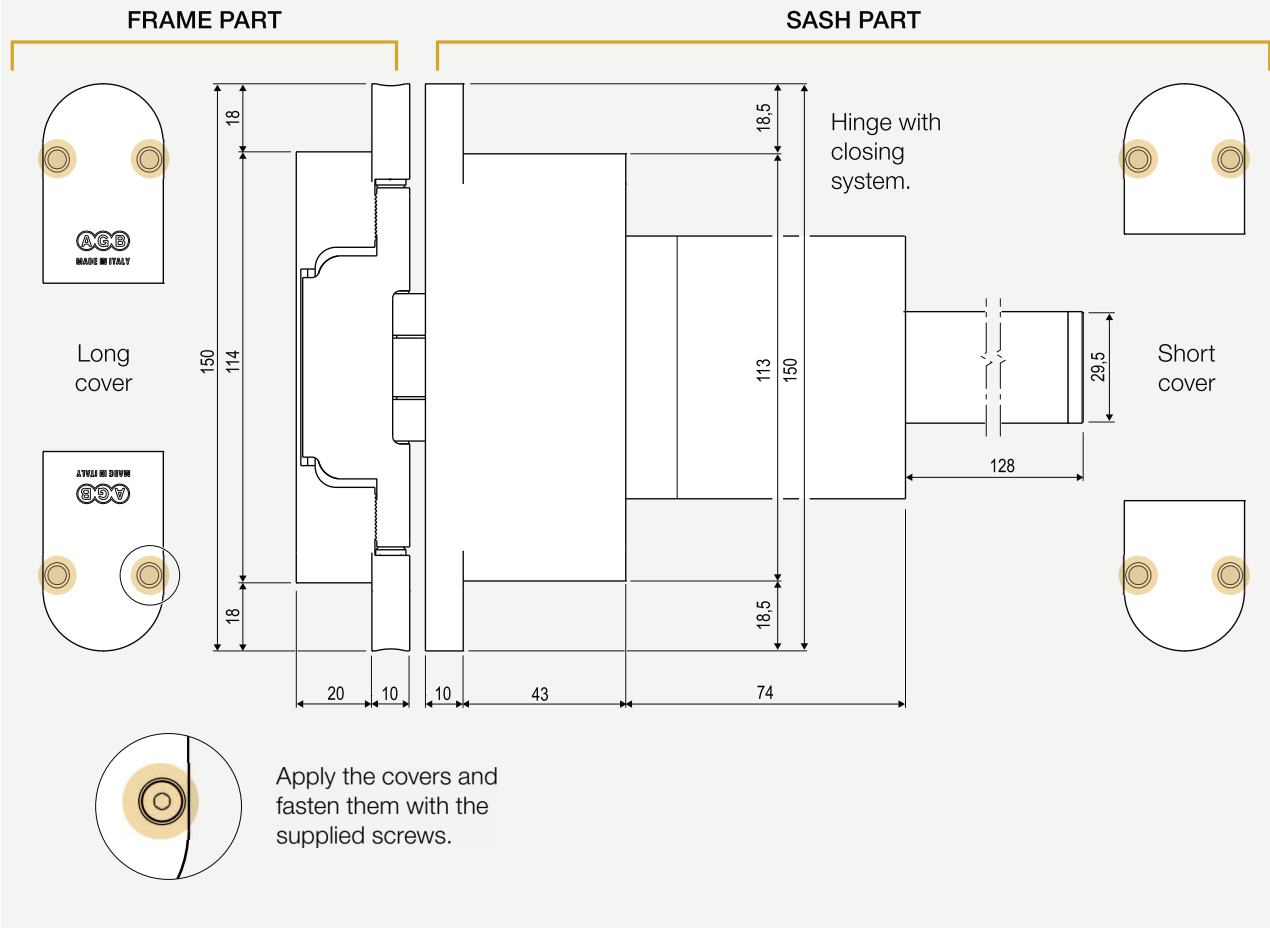 FRAME PART
SASH PART
AGB
MADE IN ITALY
Long
cover
AGB
MADE IN ITALY
18
150
114
18
20
10
10
43
74
18,5
113
150
18,5
128
29,5
Hinge with
closing
system.
Short
cover
Apply the covers and
fasten them with the
supplied screws.